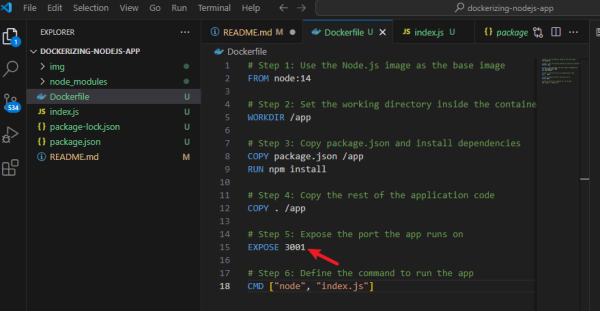 File Edit Selection View Go Run Terminal Help
dockerizing-nodejs-app
EXPLORER
DOCKERIZING-NODEJS-APP
img
node_modules
Dockerfile U
index.js U
package-lock.json U
package.json U
README.md M
1
534
README.md M
Dockerfile U
index.js U
package
Dockerfile
1 # Step 1: Use the Node.js image as the base image
2 FROM node:14
3
4 # Step 2: Set the working directory inside the containe
5 WORKDIR /app
6
7 # Step 3: Copy package.json and install dependencies
8 COPY package.json /app
9 RUN npm install
10
11 # Step 4: Copy the rest of the application code
12 COPY . /app
13
14 # Step 5: Expose the port the app runs on
15 EXPOSE 3001
16
17 # Step 6: Define the command to run the app
18 CMD ["node", "index.js"]